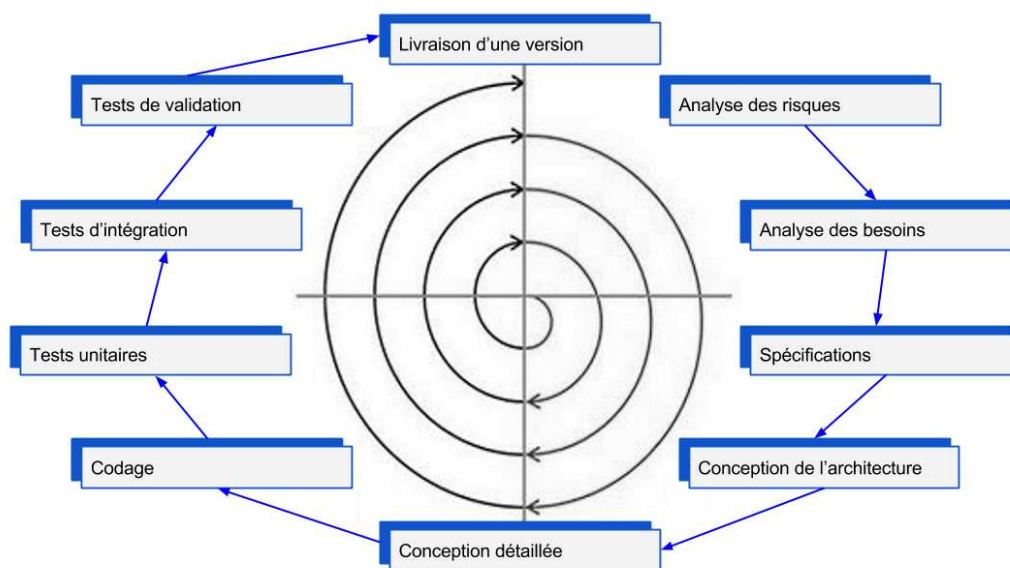 Livraison d’une version
Tests de validation
Analyse des risques
Tests d’intégration
Analyse des besoins
Tests unitaires
Spécifications
Codage
Conception de l’architecture
Conception détaillée